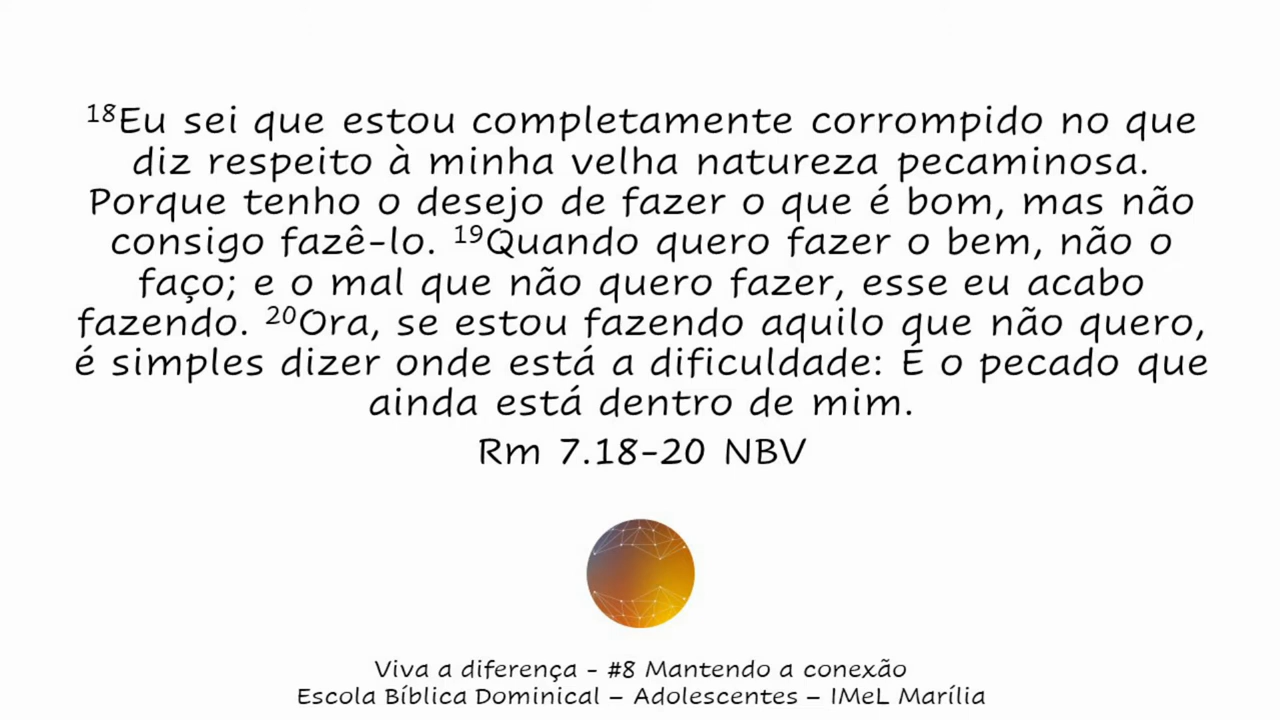 ¹⁸Eu sei que estou completamente corrompido no que
diz respeito à minha velha natureza pecaminosa.
Porque tenho o desejo de fazer o que é bom, mas não
consigo fazê-lo. ¹⁹Quando quero fazer o bem, não o
faço; e o mal que não quero fazer, esse eu acabo
fazendo. ²⁰Ora, se estou fazendo aquilo que não quero,
é simples dizer onde está a dificuldade: É o pecado que
ainda está dentro de mim.
Rm 7.18-20 NBV
Viva a diferença - #8 Mantendo a conexão
Escola Bíblica Dominical – Adolescentes – IMeL Marília